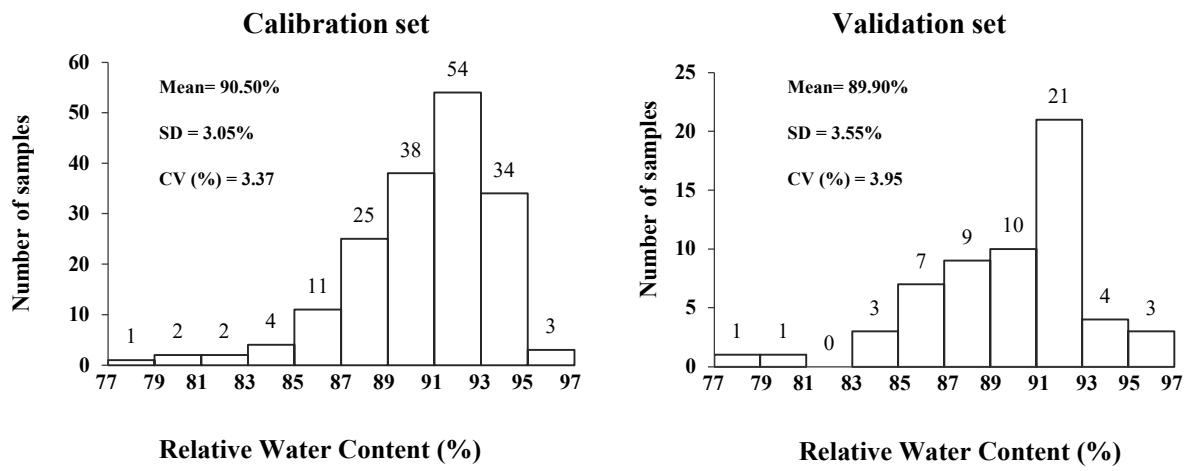 Calibration set
Number of samples
60
50
40
30
20
10
0
Mean= 90.50%
SD = 3.05%
CV (%) = 3.37
1
2
2
4
11
25
38
54
34
3
77 79 81 83 85 87 89 91 93 95 97
Relative Water Content (%)
Validation set
Number of samples
25
20
15
10
5
0
Mean= 89.90%
SD = 3.55%
CV (%) = 3.95
1
1
0
3
7
9
10
21
4
3
77 79 81 83 85 87 89 91 93 95 97
Relative Water Content (%)